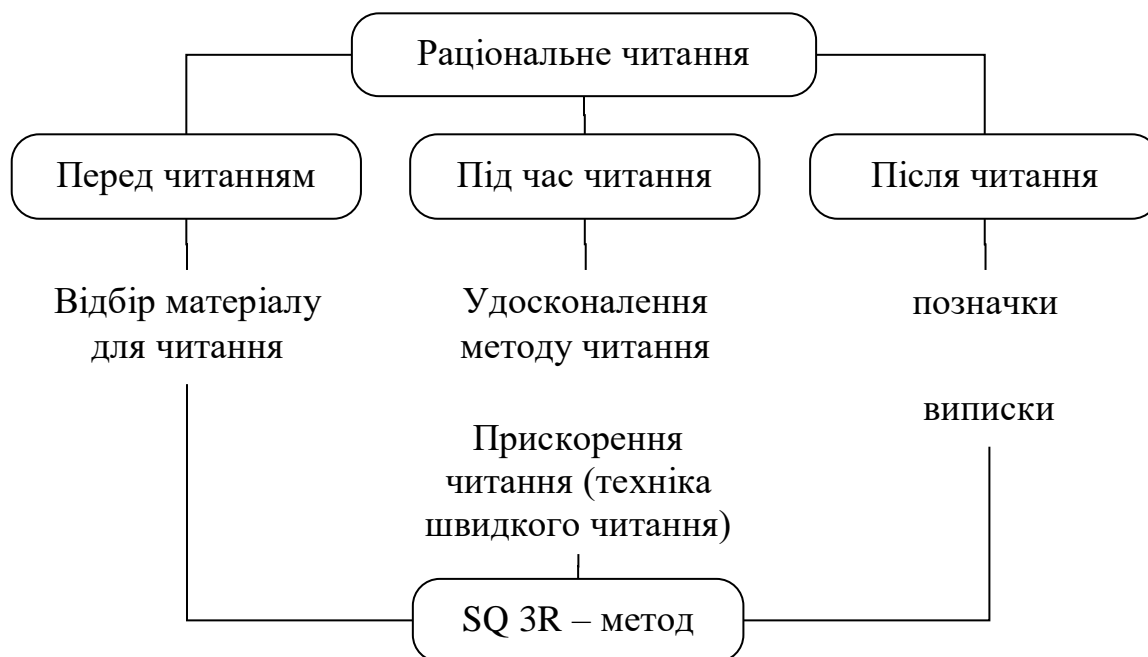 Раціональне читання
Перед читанням
Під час читання
Після читання
Відбір матеріалу
для читання
Удосконалення
методу читання
позначки
виписки
Прискорення
читання (техніка
швидкого читання)
SQ 3R – метод